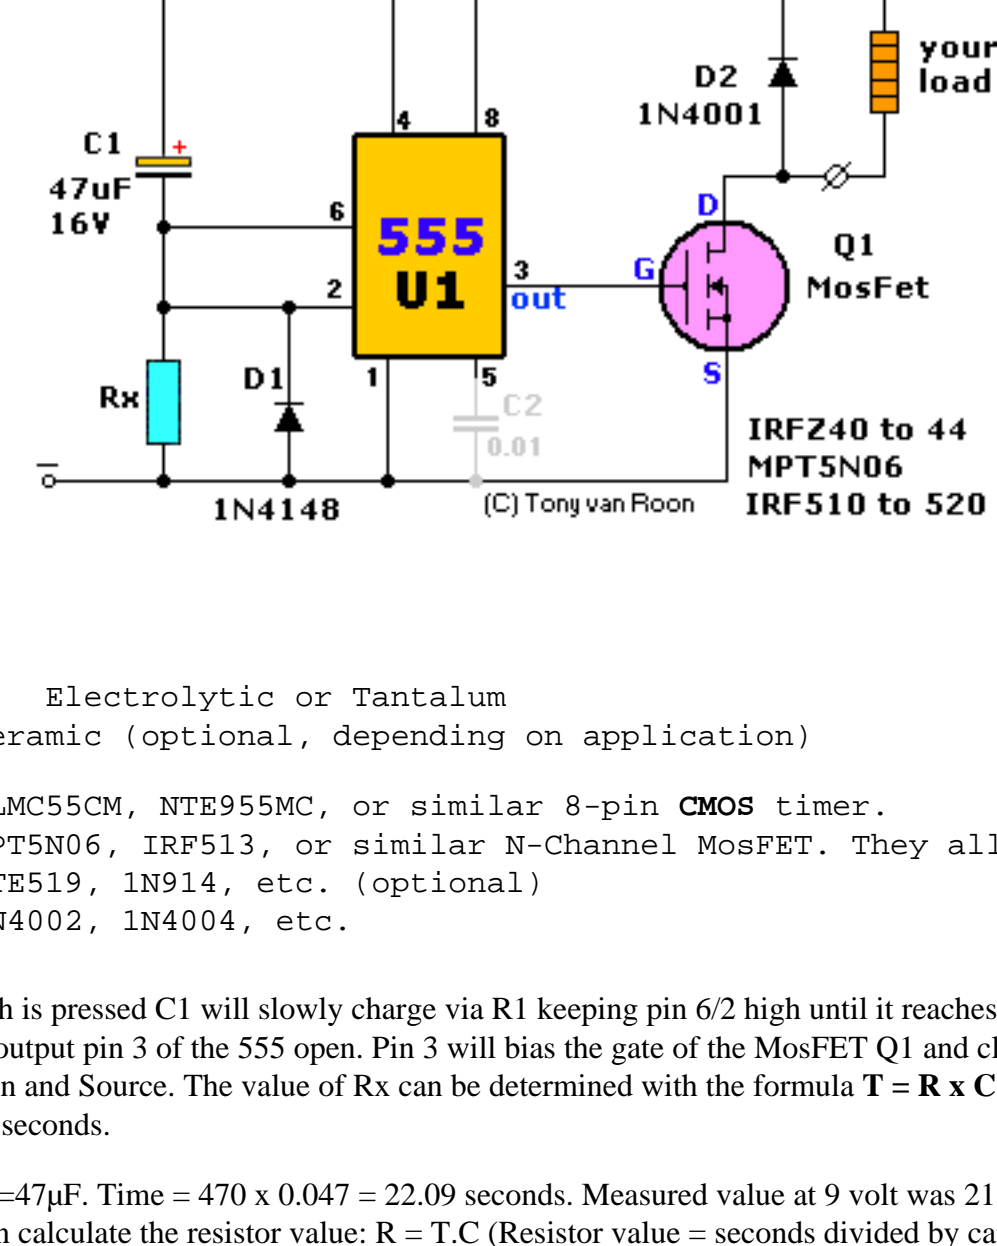 your
load
D2
1N4001
4
8
C1
+
47uF
16V
6
D
555
U1
Q1
MosFet
G
3
out
2
S
Rx
D1
1
5
C2
0.01
IRFZ40 to 44
MPT5N06
IRF510 to 520
1N4148
(C) Tony van Roon
Electrolytic or Tantalum
eramic (optional, depending on application)
LMC55CM, NTE955MC, or similar 8-pin CMOS timer.
PT5N06, IRF513, or similar N-Channel MosFET. They all
TE519, 1N914, etc. (optional)
N4002, 1N4004, etc.
h is pressed C1 will slowly charge via R1 keeping pin 6/2 high until it reaches
output pin 3 of the 555 open. Pin 3 will bias the gate of the MosFET Q1 and cl
n and Source. The value of Rx can be determined with the formula T = R x C
seconds.
=47μF. Time = 470 x 0.047 = 22.09 seconds. Measured value at 9 volt was 21
n calculate the resistor value: R = T.C (Resistor value = seconds divided by ca